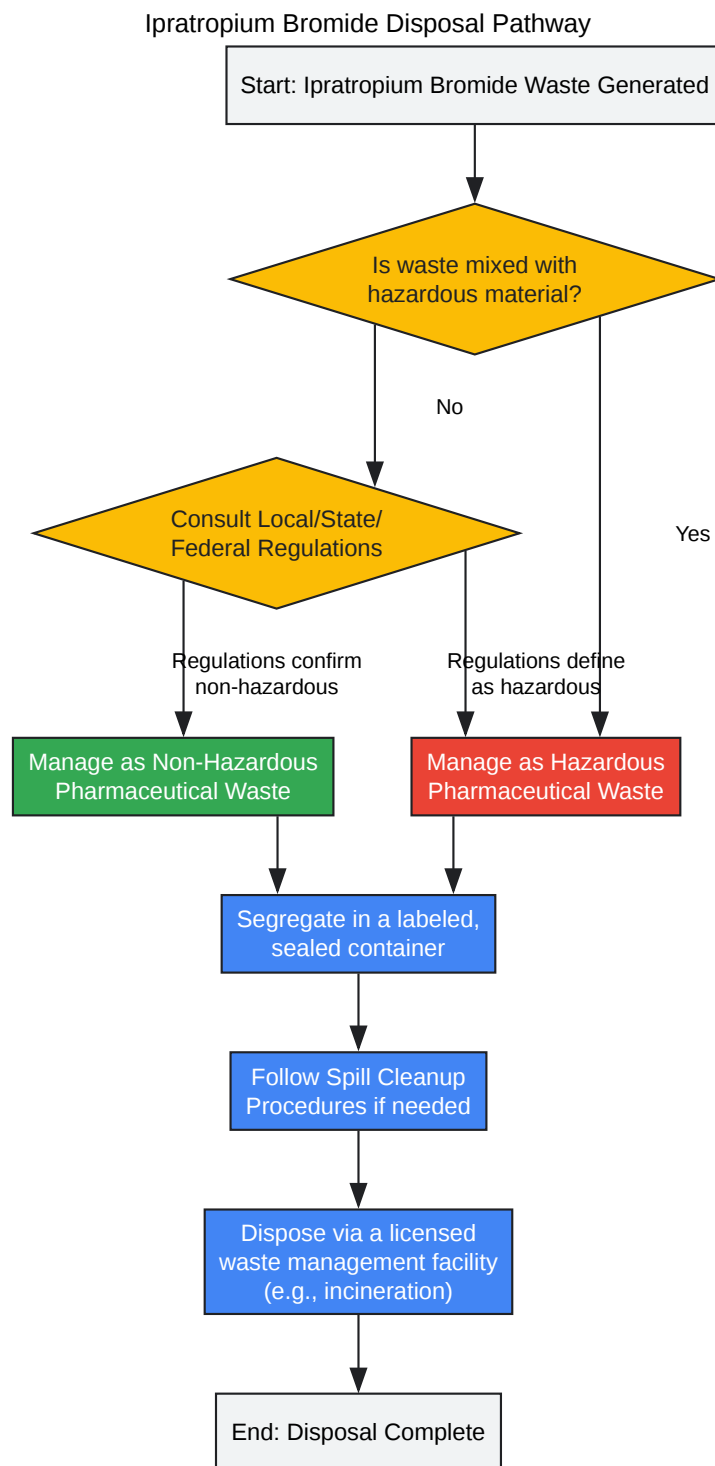 Ipratropium Bromide Disposal Pathway
Start: Ipratropium Bromide Waste Generated
Is waste mixed with
hazardous material?
No
Yes
Consult Local/State/
Federal Regulations
Regulations confirm
non-hazardous
Regulations define
as hazardous
Manage as Non-Hazardous
Pharmaceutical Waste
Manage as Hazardous
Pharmaceutical Waste
Segregate in a labeled,
sealed container
Follow Spill Cleanup
Procedures if needed
Dispose via a licensed
waste management facility
(e.g., incineration)
End: Disposal Complete